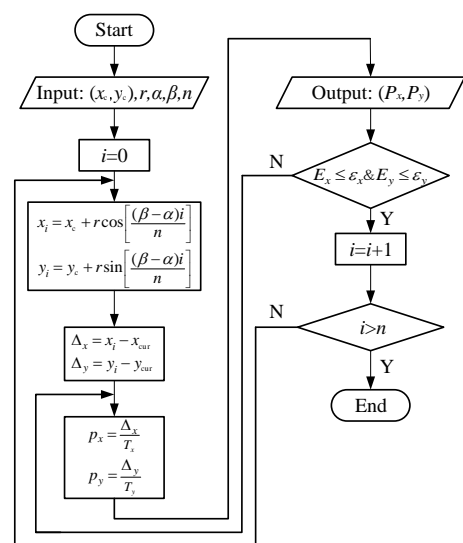 Start
Input: (x_c,y_c),r,α,β,n
i=0
x_i = x_c + r cos[(β−α)i/n]
y_i = y_c + r sin[(β−α)i/n]
Δ_x = x_i − x_cur
Δ_y = y_i − y_cur
p_x = Δ_x/T_x
p_y = Δ_y/T_y
Output: (P_x,P_y)
N
E_x ≤ ε_x & E_y ≤ ε_y
Y
i=i+1
N
i>n
Y
End